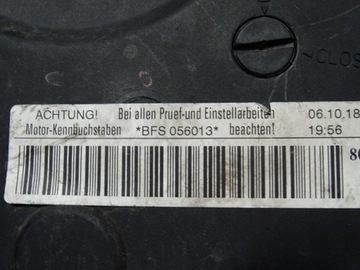 ~CLOS
ACHTUNG! Bei allen Pruef-und Einstellarbeiten 06.10.18
Motor-Kennbuchstaben *BFS 056013* beachten! 19:56